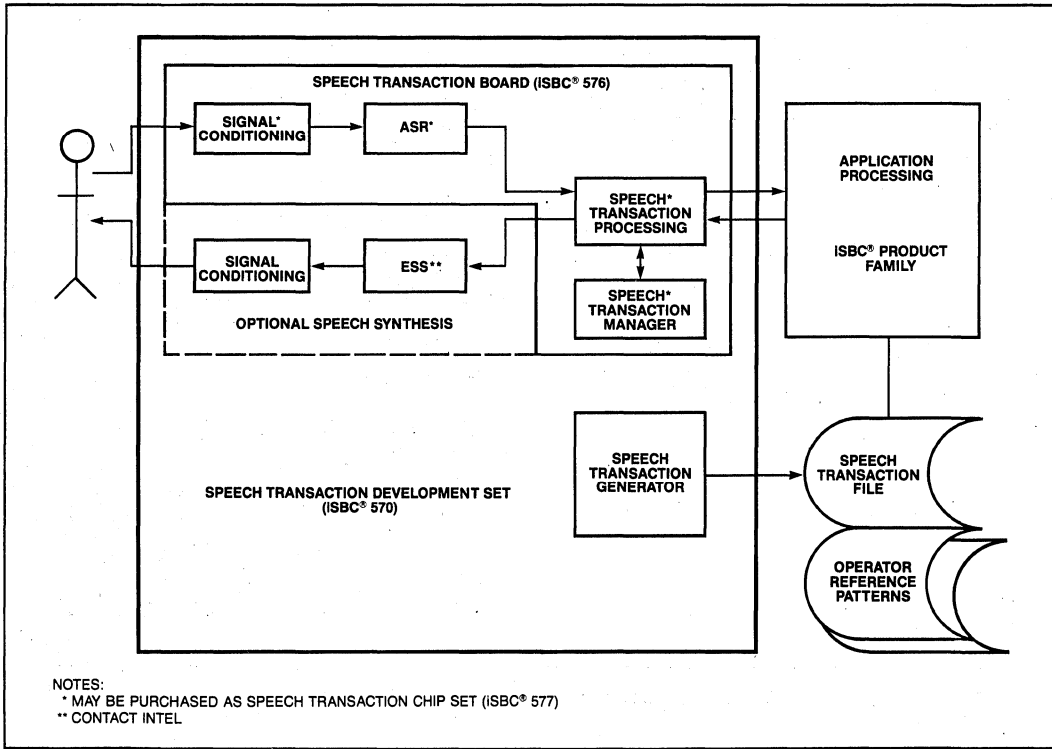 SPEECH TRANSACTION BOARD (iSBC® 576)
SIGNAL*
CONDITIONING
ASR*
SPEECH*
TRANSACTION
PROCESSING
APPLICATION
PROCESSING
iSBC® PRODUCT
FAMILY
SIGNAL
CONDITIONING
ESS**
OPTIONAL SPEECH SYNTHESIS
SPEECH*
TRANSACTION
MANAGER
SPEECH
TRANSACTION
GENERATOR
SPEECH
TRANSACTION
FILE
SPEECH TRANSACTION DEVELOPMENT SET
(iSBC® 570)
OPERATOR
REFERENCE
PATTERNS
NOTES:
* MAY BE PURCHASED AS SPEECH TRANSACTION CHIP SET (iSBC® 577)
** CONTACT INTEL